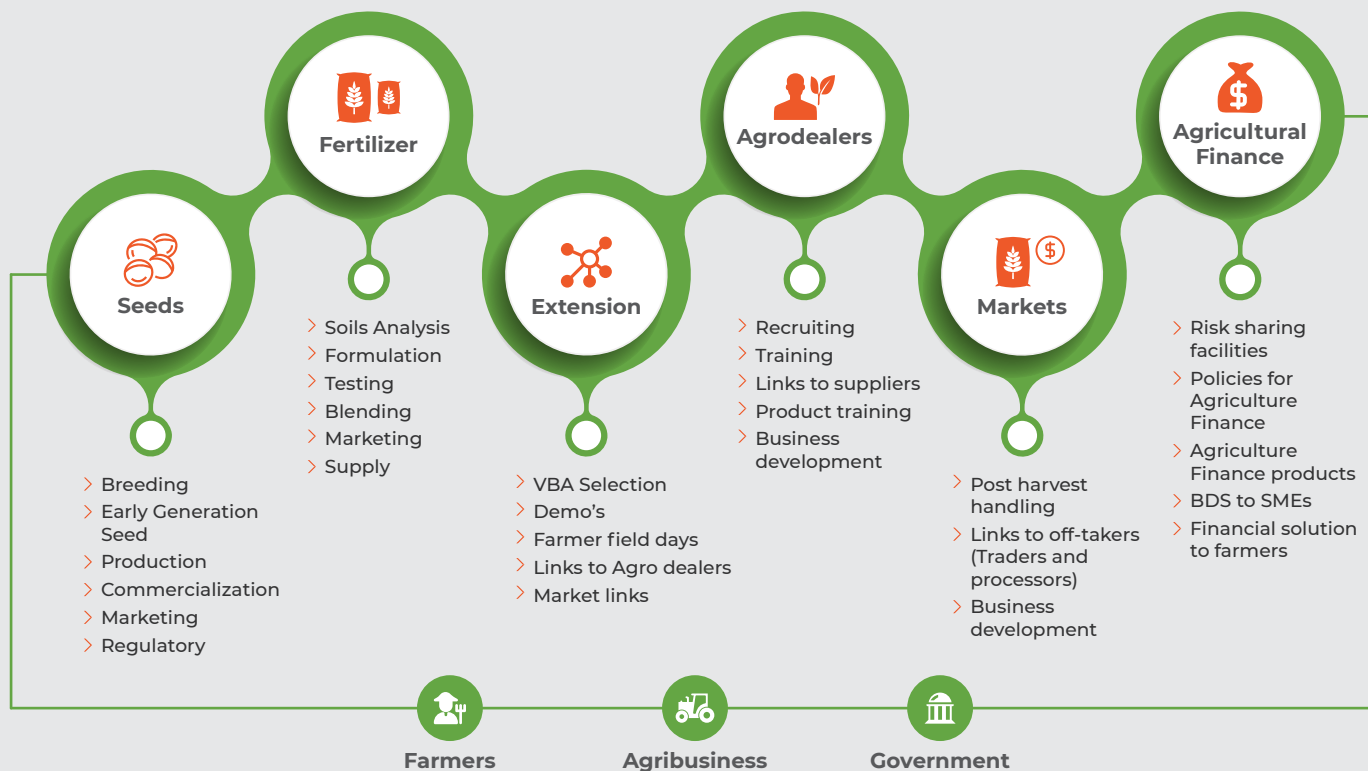 Seeds
Breeding
Early Generation
Seed
Production
Commercialization
Marketing
Regulatory
Fertilizer
Soils Analysis
Formulation
Testing
Blending
Marketing
Supply
Extension
VBA Selection
Demo's
Farmer field days
Links to Agro dealers
Market links
Agrodealers
Recruiting
Training
Links to suppliers
Product training
Business
development
Markets
Post harvest
handling
Links to off-takers
(Traders and
processors)
Business
development
Agricultural
Finance
Risk sharing
facilities
Policies for
Agriculture
Finance
Agriculture
Finance products
BDS to SMEs
Financial solution
to farmers
Farmers
Agribusiness
Government